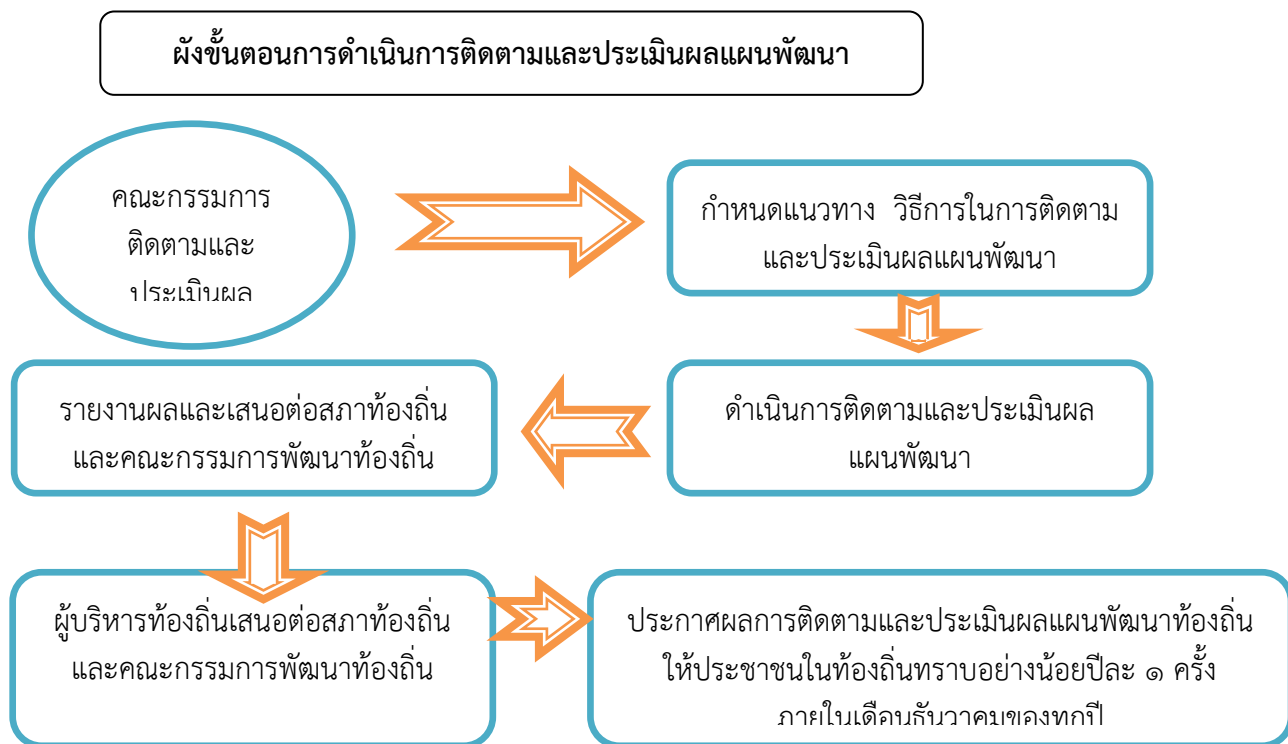 ผังขั้นตอนการดำเนินการติดตามและประเมินผลแผนพัฒนา
คณะกรรมการ
ติดตามและ
ประเมินผล
กำหนดแนวทาง วิธีการในการติดตาม
และประเมินผลแผนพัฒนา
ดำเนินการติดตามและประเมินผล
แผนพัฒนา
รายงานผลและเสนอต่อสภาท้องถิ่น
และคณะกรรมการพัฒนาท้องถิ่น
ผู้บริหารท้องถิ่นเสนอต่อสภาท้องถิ่น
และคณะกรรมการพัฒนาท้องถิ่น
ประกาศผลการติดตามและประเมินผลแผนพัฒนาท้องถิ่น
ให้ประชาชนในท้องถิ่นทราบอย่างน้อยปีละ ๑ ครั้ง
ภายในเดือนธันวาคมของทุกปี